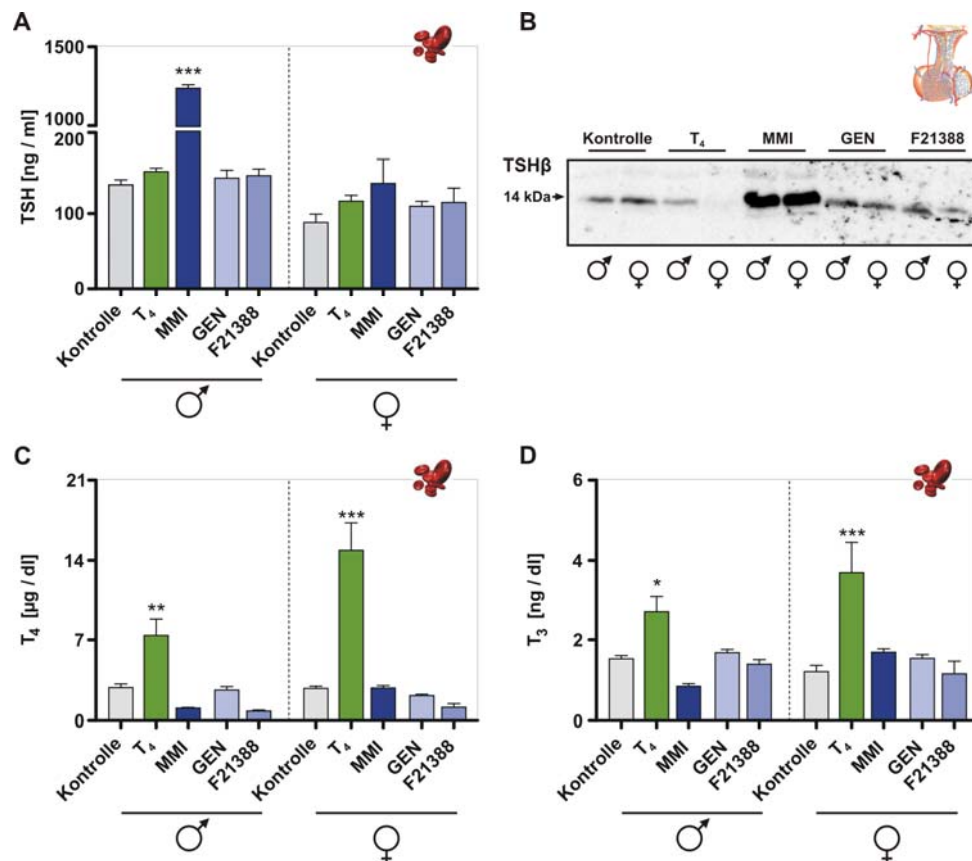 A
TSH [ng / ml]
1500
1000
200
100
0
***
Kontrolle
T₄
MMI
GEN
F21388
Kontrolle
T₄
MMI
GEN
F21388
♂
♀
B
Kontrolle
T₄
MMI
GEN
F21388
TSHβ
14 kDa
♂ ♀ ♂ ♀ ♂ ♀ ♂ ♀ ♂ ♀
C
T₄ [µg / dl]
21
14
7
0
**
***
Kontrolle
T₄
MMI
GEN
F21388
Kontrolle
T₄
MMI
GEN
F21388
♂
♀
D
T₃ [ng / dl]
6
4
2
0
*
***
Kontrolle
T₄
MMI
GEN
F21388
Kontrolle
T₄
MMI
GEN
F21388
♂
♀